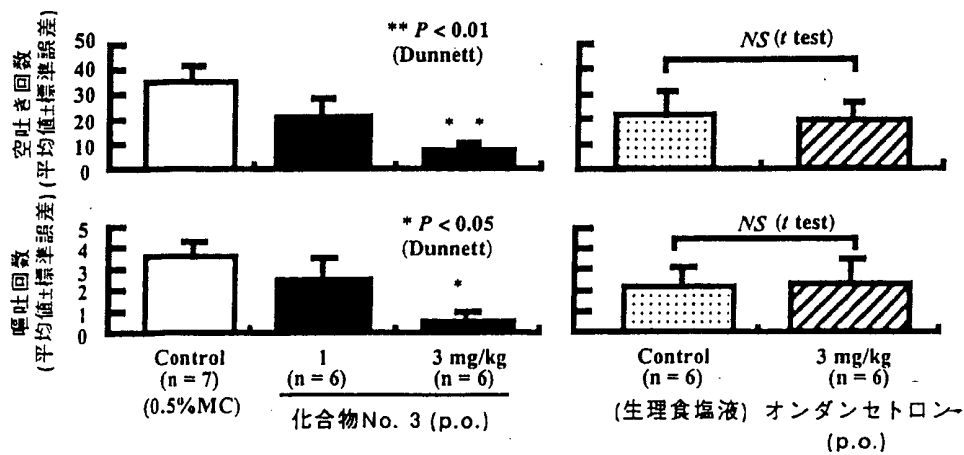 空吐き回数
(平均値±標準誤差)
50
40
30
20
10
0
** P < 0.01
(Dunnett)
* *
NS (t test)
嘔吐回数
(平均値±標準誤差)
5
4
3
2
1
0
* P < 0.05
(Dunnett)
*
NS (t test)
Control
(n = 7)
(0.5%MC)
1
(n = 6)
3 mg/kg
(n = 6)
化合物No. 3 (p.o.)
Control
(n = 6)
(生理食塩液)
3 mg/kg
(n = 6)
オンダンセトロン
(p.o.)